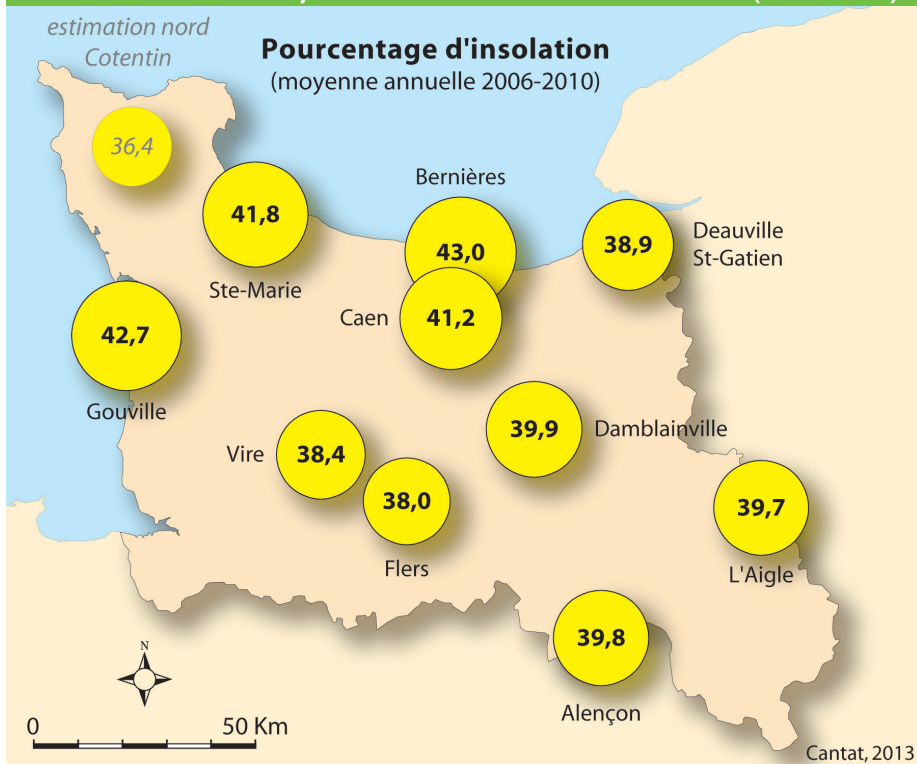 estimation nord
Cotentin
Pourcentage d'insolation
(moyenne annuelle 2006-2010)
36,4
Bernières
41,8
43,0
38,9
Deauville
St-Gatien
Ste-Marie
Caen
41,2
42,7
Gouville
Vire
38,4
39,9
Damblainville
38,0
Flers
39,7
L'Aigle
39,8
Alençon
N
0
50 Km
Cantat, 2013